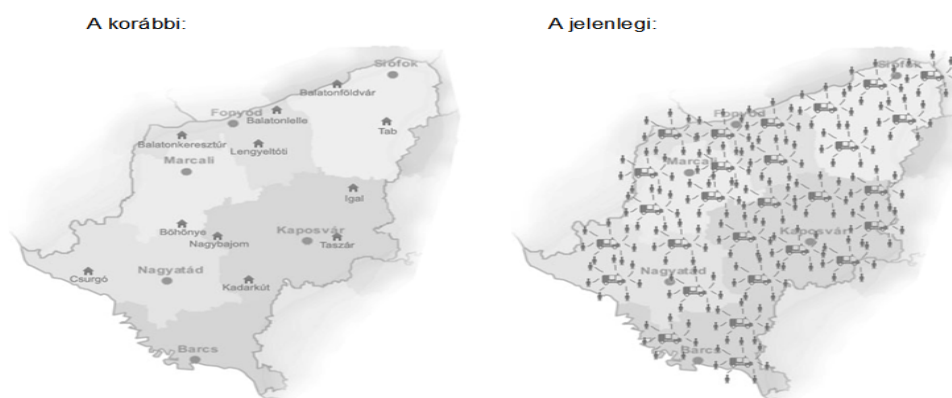 A korábbi:
A jelenlegi:
Siófok
Balatonföldvár
Fonyód
Balatonlelle
Tab
Balatonkeresztúr
Lengyeltóti
Marcali
Igal
Böhönye
Nagybajom
Kaposvár
Taszár
Nagyatád
Csurgó
Kadarkút
Barcs
Siófok
Fonyód
Marcali
Kaposvár
Nagyatád
Barcs